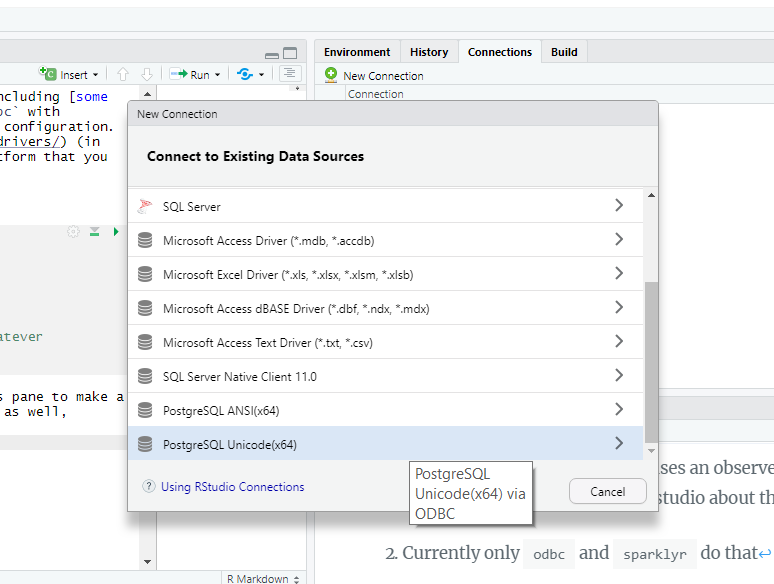 Insert
Run
ncluding [some
oc` with
configuration.
drivers/) (in
tform that you
atever
s pane to make a
as well,
R Markdown
Environment
History
Connections
Build
New Connection
Connection
New Connection
Connect to Existing Data Sources
SQL Server
Microsoft Access Driver (*.mdb, *.accdb)
Microsoft Excel Driver (*.xls, *.xlsx, *.xlsm, *.xlsb)
Microsoft Access dBASE Driver (*.dbf, *.ndx, *.mdx)
Microsoft Access Text Driver (*.txt, *.csv)
SQL Server Native Client 11.0
PostgreSQL ANSI(x64)
PostgreSQL Unicode(x64)
? Using RStudio Connections
Cancel
PostgreSQL
Unicode(x64) via
ODBC
ses an observe
studio about th
2. Currently only odbc and sparklyr do that↩